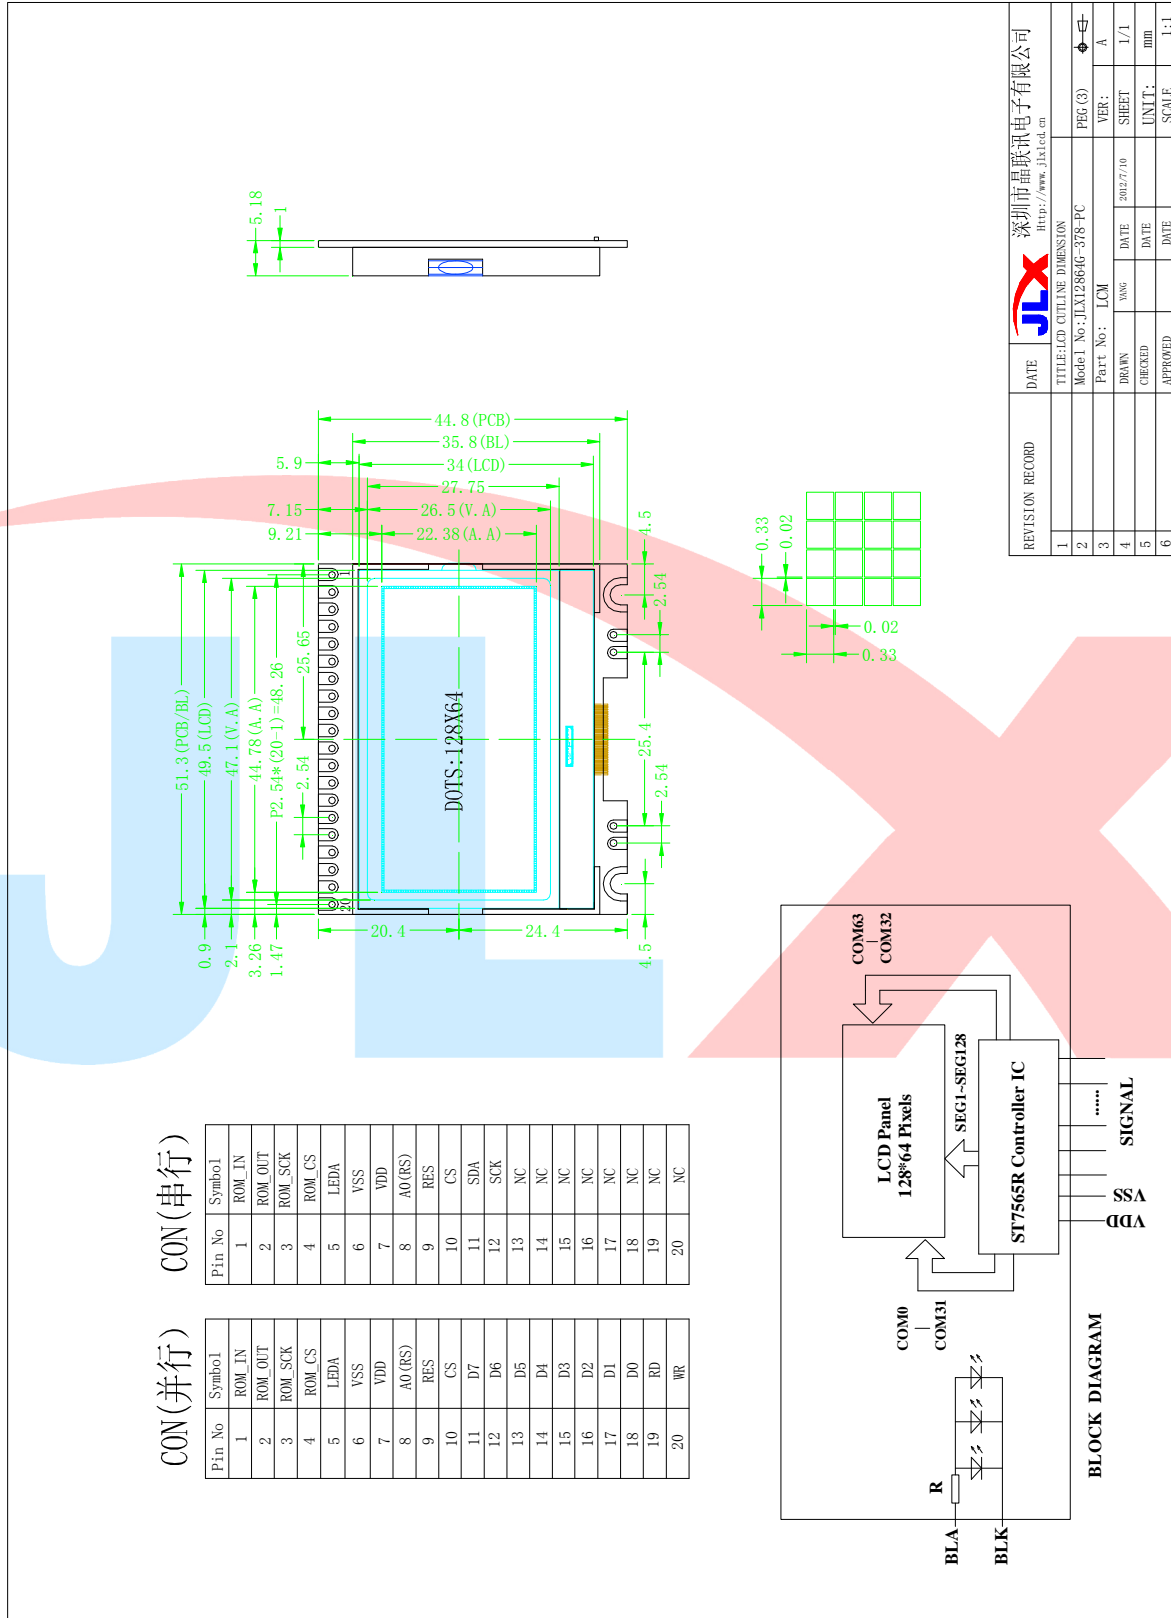 5.18
1
44.8(PCB)
35.8(BL)
34(LCD)
27.75
26.5(V.A)
22.38(A.A)
5.9
7.15
9.21
4.5
2.54
25.4
2.54
4.5
51.3(PCB/BL)
49.5(LCD)
47.1(V.A)
44.78(A.A)
P2.54*(20-1)=48.26
25.65
2.54
0.9
2.1
3.26
1.47
20.4
24.4
1
20
DOTS:128X64
0.33
0.02
0.02
0.33
REVISION RECORD
DATE
1
2
3
4
5
6
JLX
深圳市晶联讯电子有限公司
Http://www.jlxlcd.cn
TITLE:LCD CUTLINE DIMENSION
Model No:JLX12864G-378-PC
PEG(3)
Part No: LCM
VER: A
DRAWN YANG DATE 2012/7/10 SHEET 1/1
CHECKED DATE UNIT: mm
APPROVED DATE SCALE 1:1
CON(并行)
Pin No Symbol
1 ROM_IN
2 ROM_OUT
3 ROM_SCK
4 ROM_CS
5 LEDA
6 VSS
7 VDD
8 A0(RS)
9 RES
10 CS
11 D7
12 D6
13 D5
14 D4
15 D3
16 D2
17 D1
18 D0
19 RD
20 WR
CON(串行)
Pin No Symbol
1 ROM_IN
2 ROM_OUT
3 ROM_SCK
4 ROM_CS
5 LEDA
6 VSS
7 VDD
8 A0(RS)
9 RES
10 CS
11 SDA
12 SCK
13 NC
14 NC
15 NC
16 NC
17 NC
18 NC
19 NC
20 NC
LCD Panel
128*64 Pixels
COM0
COM31
COM63
COM32
SEG1~SEG128
ST7565R Controller IC
VDD
VSS
......
SIGNAL
R
BLA
BLK
BLOCK DIAGRAM
JLX